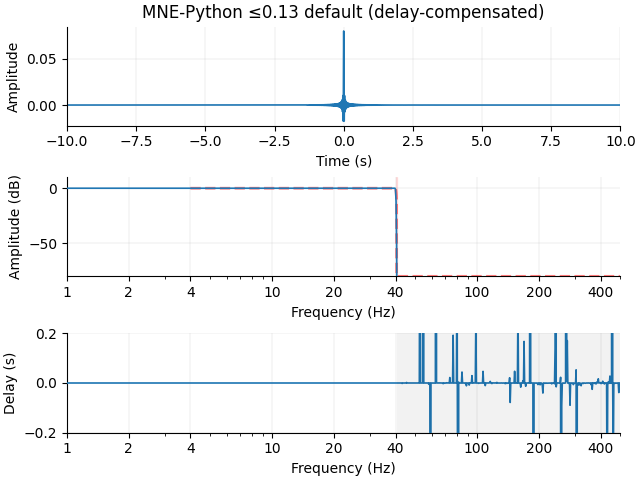 MNE-Python ≤0.13 default (delay-compensated)
0.05
0.00
Amplitude
−10.0 −7.5 −5.0 −2.5 0.0 2.5 5.0 7.5 10.0
Time (s)
0
−50
Amplitude (dB)
1 2 4 10 20 40 100 200 400
Frequency (Hz)
0.2
0.0
−0.2
Delay (s)
1 2 4 10 20 40 100 200 400
Frequency (Hz)